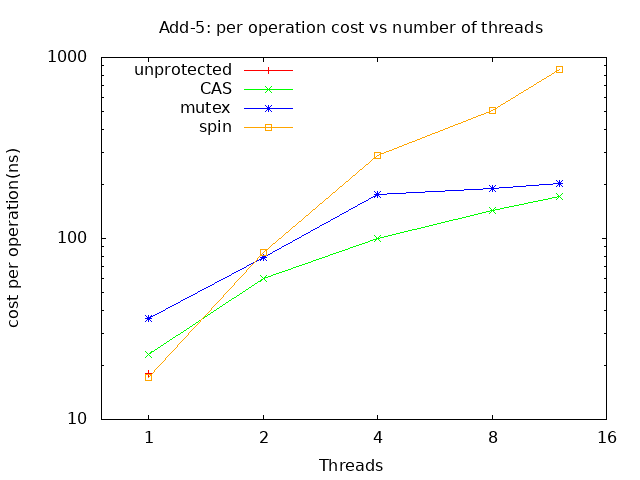 Add-5: per operation cost vs number of threads
1000
100
10
cost per operation(ns)
unprotected
CAS
mutex
spin
1 2 4 8 16
Threads